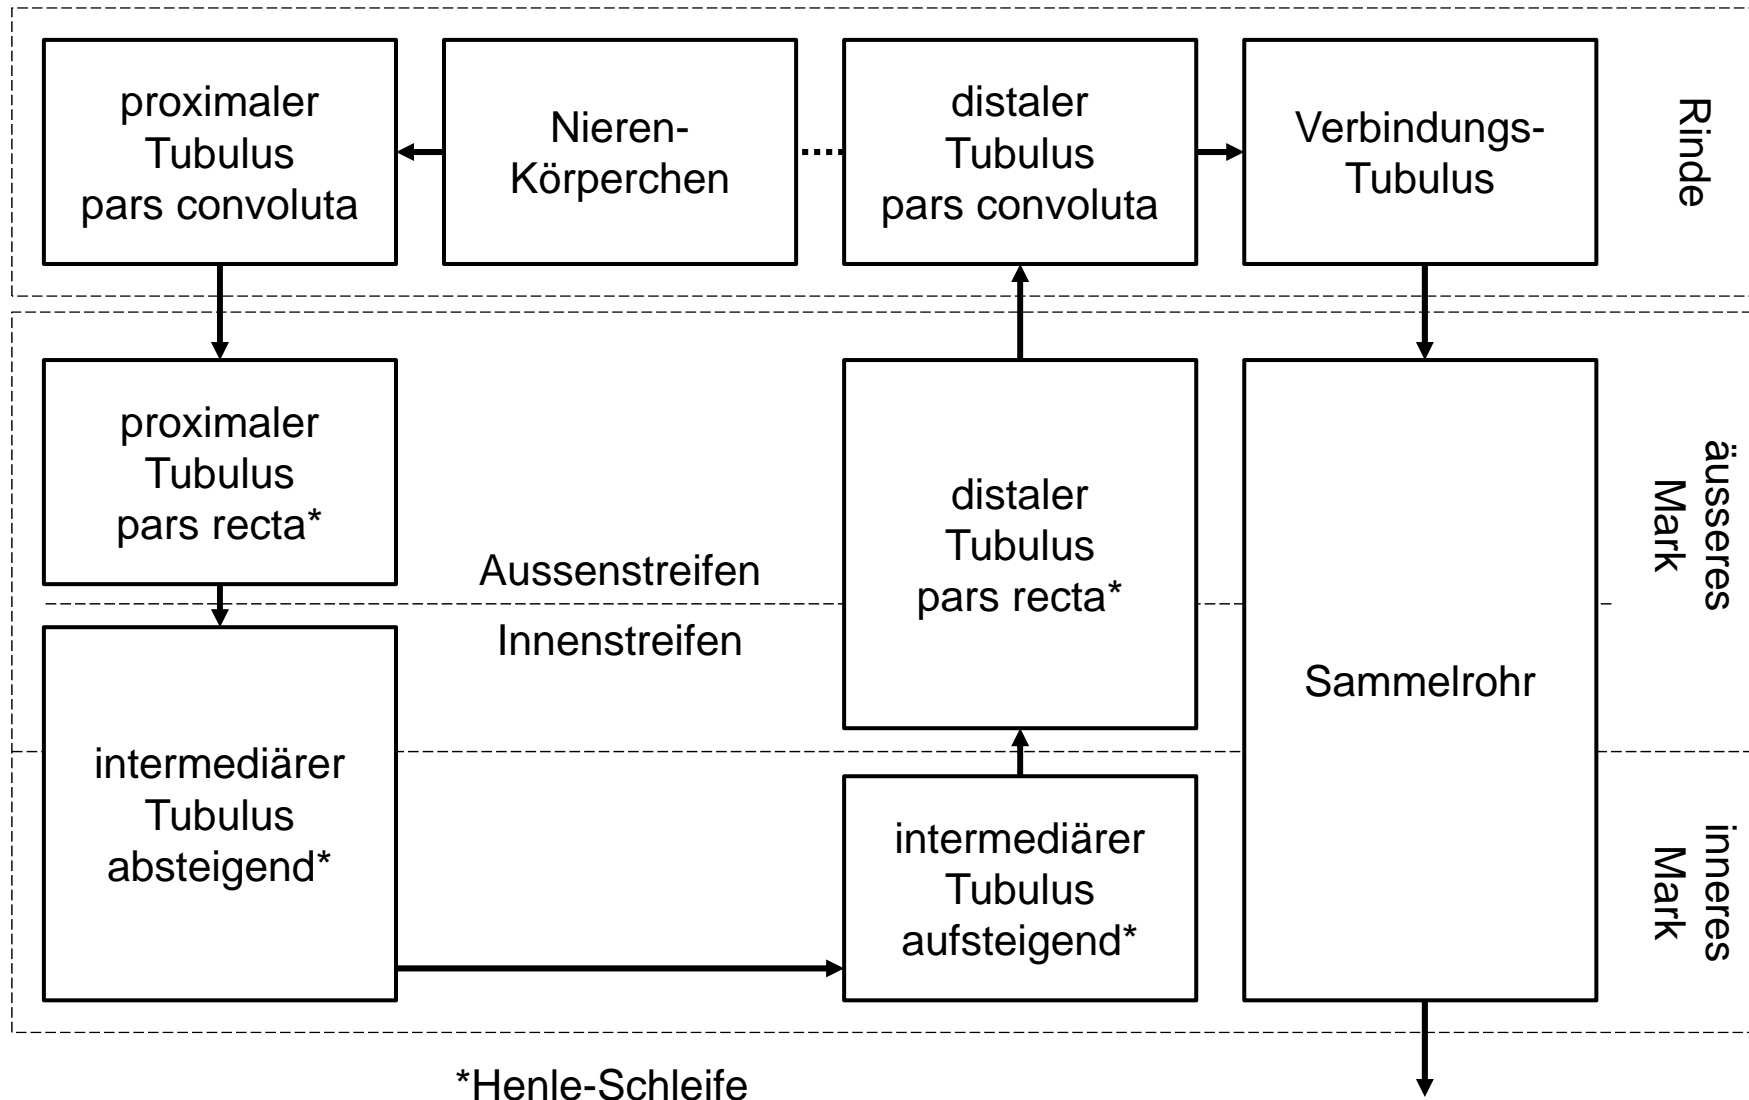 proximaler
Tubulus
pars convoluta
Nieren-
Körperchen
distaler
Tubulus
pars convoluta
Verbindungs-
Tubulus
Rinde
proximaler
Tubulus
pars recta*
Aussenstreifen
Innenstreifen
distaler
Tubulus
pars recta*
Sammelrohr
äusseres
Mark
intermediärer
Tubulus
absteigend*
intermediärer
Tubulus
aufsteigend*
inneres
Mark
*Henle-Schleife